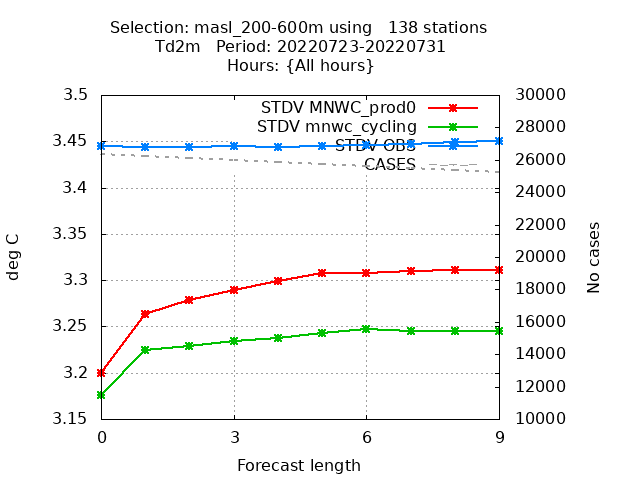 Selection: masl_200-600m using   138 stations
Td2m   Period: 20220723-20220731
Hours: {All hours}
3.5
3.45
3.4
3.35
3.3
3.25
3.2
3.15
deg C
STDV MNWC_prod0
STDV mnwc_cycling
STDV OBS
CASES
30000
28000
26000
24000
22000
20000
18000
16000
14000
12000
10000
No cases
0 3 6 9
Forecast length